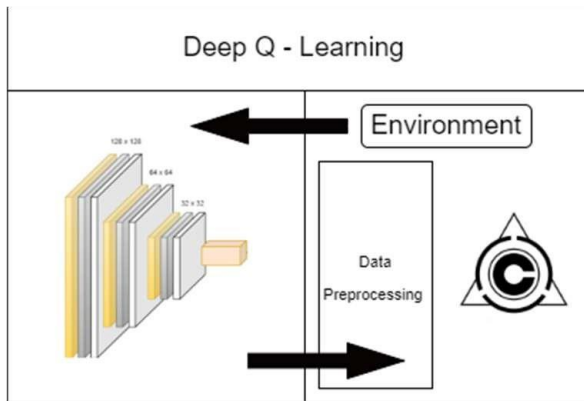 Deep Q - Learning
Environment
128 x 128
64 x 64
32 x 32
Data
Preprocessing
C